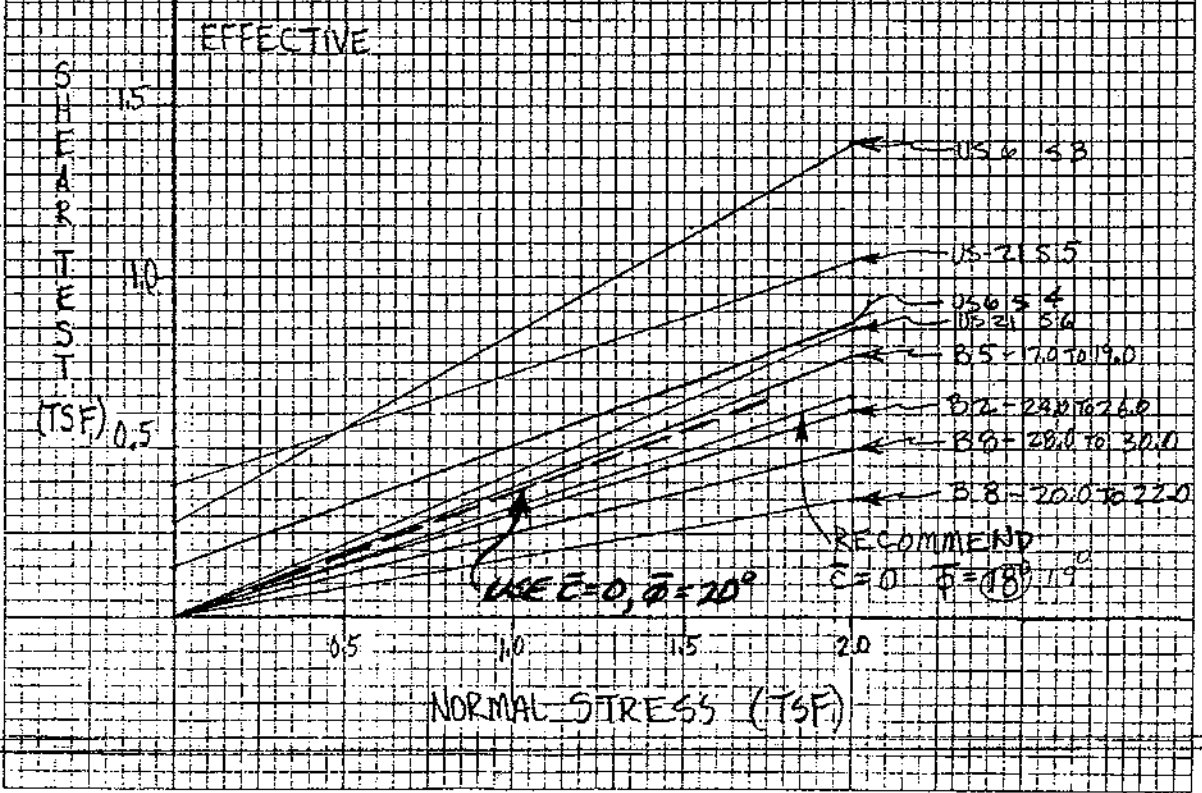 EFFECTIVE
SHEAR TEST
(TSF)
1.5
1.0
0.5
US 6 S 3
US-21 S.5
US 6 S 4
US 21 S 6
B 5 - 17.0 TO 19.0
B 2 - 24.0 TO 26.0
B 8 - 28.0 TO 30.0
B 8 - 20.0 TO 22.0
RECOMMEND
c̄ = 0 φ̄ = 18° 19°
USE c̄=0, φ̄=20°
0.5 1.0 1.5 2.0
NORMAL STRESS (TSF)